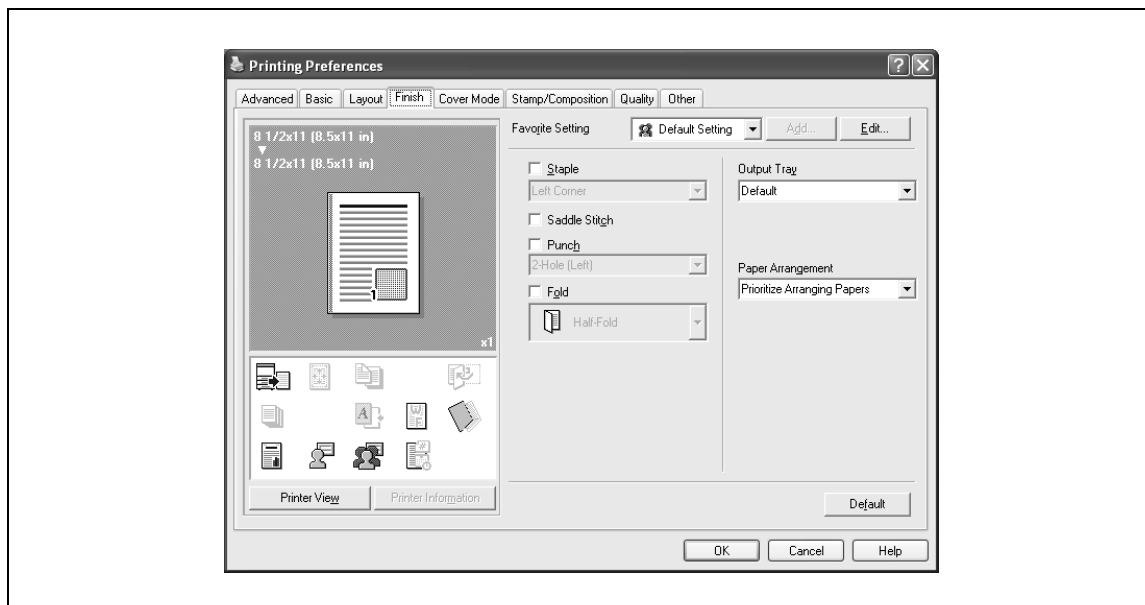 Printing Preferences
Advanced Basic Layout Finish Cover Mode Stamp/Composition Quality Other
8 1/2x11 (8.5x11 in)
8 1/2x11 (8.5x11 in)
1
x1
Printer View Printer Information
Favorite Setting Default Setting Add... Edit...
Staple
Left Corner
Saddle Stitch
Punch
2-Hole (Left)
Fold
Half-Fold
Output Tray
Default
Paper Arrangement
Prioritize Arranging Papers
Default
OK Cancel Help